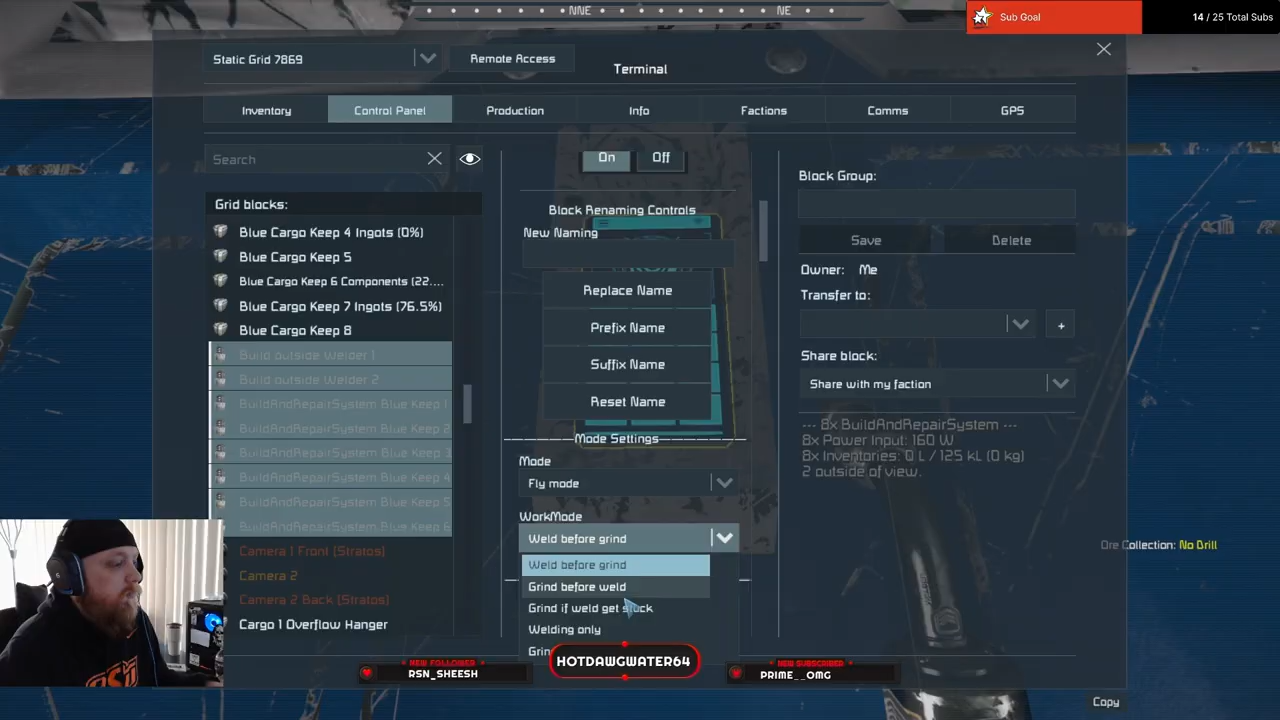 NNE
NE
Sub Goal
14 / 25 Total Subs
Static Grid 7869
Remote Access
Terminal
Inventory
Control Panel
Production
Info
Factions
Comms
GPS
Search
On
Off
Grid blocks:
Blue Cargo Keep 4 Ingots (0%)
Blue Cargo Keep 5
Blue Cargo Keep 6 Components (22....
Blue Cargo Keep 7 Ingots (76.5%)
Blue Cargo Keep 8
Build outside Welder 1
Build outside Welder 2
BuildAndRepairSystem Blue Keep 1
BuildAndRepairSystem Blue Keep 2
BuildAndRepairSystem Blue Keep 3
BuildAndRepairSystem Blue Keep 4
BuildAndRepairSystem Blue Keep 5
BuildAndRepairSystem Blue Keep 6
Camera 1 Front (Stratos)
Camera 2
Camera 2 Back (Stratos)
Cargo 1 Overflow Hanger
Block Renaming Controls
New Naming
Replace Name
Prefix Name
Suffix Name
Reset Name
Mode Settings
Mode
Fly mode
WorkMode
Weld before grind
Weld before grind
Grind before weld
Grind if weld get stuck
Welding only
Block Group:
Save
Delete
Owner: Me
Transfer to:
+
Share block:
Share with my faction
--- 8x BuildAndRepairSystem ---
8x Power Input: 160 W
8x Inventories: 0 L / 125 kL (0 kg)
2 outside of view.
Ore Collection: No Drill
NEW FOLLOWER
RSN_SHEESH
HOTDAWGWATER64
NEW SUBSCRIBER
PRIME__OMG
Copy